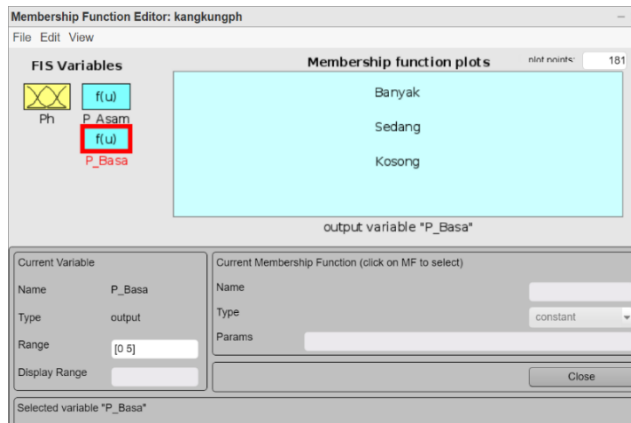 Membership Function Editor: kangkungph
File Edit View
FIS Variables
Membership function plots
plot points: 181
f(u)
Ph P_Asam
f(u)
P_Basa
Banyak
Sedang
Kosong
output variable "P_Basa"
Current Variable
Name P_Basa
Type output
Range [0 5]
Display Range
Current Membership Function (click on MF to select)
Name
Type constant
Params
Close
Selected variable "P_Basa"